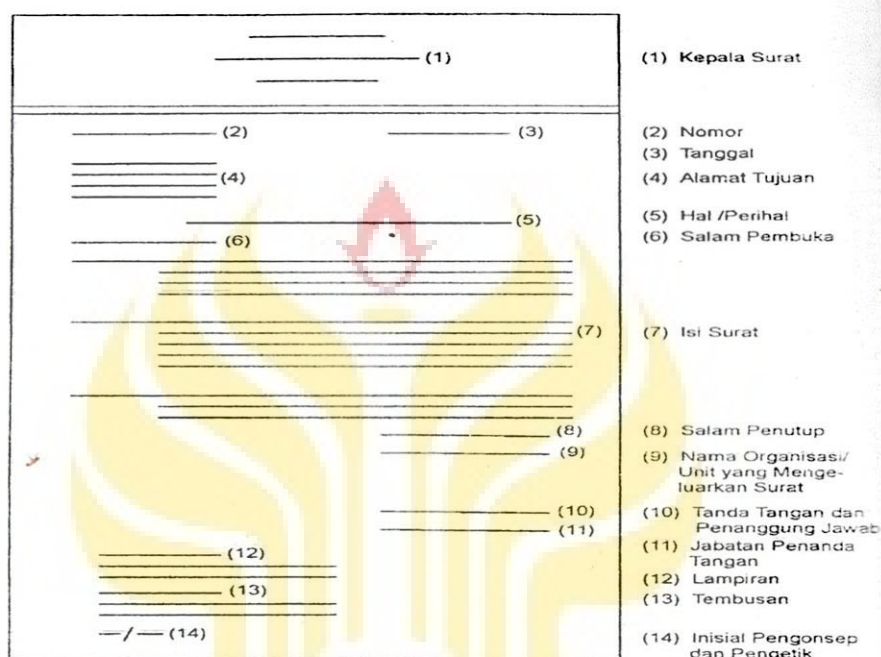 (1)
(1) Kepala Surat
(2)
(3)
(2) Nomor
(3) Tanggal
(4)
(4) Alamat Tujuan
(5)
(5) Hal /Perihal
(6)
(6) Salam Pembuka
(7)
(7) Isi Surat
(8)
(8) Salam Penutup
(9)
(9) Nama Organisasi/
Unit yang Menge-
luarkan Surat
(10)
(10) Tanda Tangan dan
Penanggung Jawab
(11)
(11) Jabatan Penanda
Tangan
(12)
(12) Lampiran
(13)
(13) Tembusan
/ (14)
(14) Inisial Pengonsep
dan Pengetik